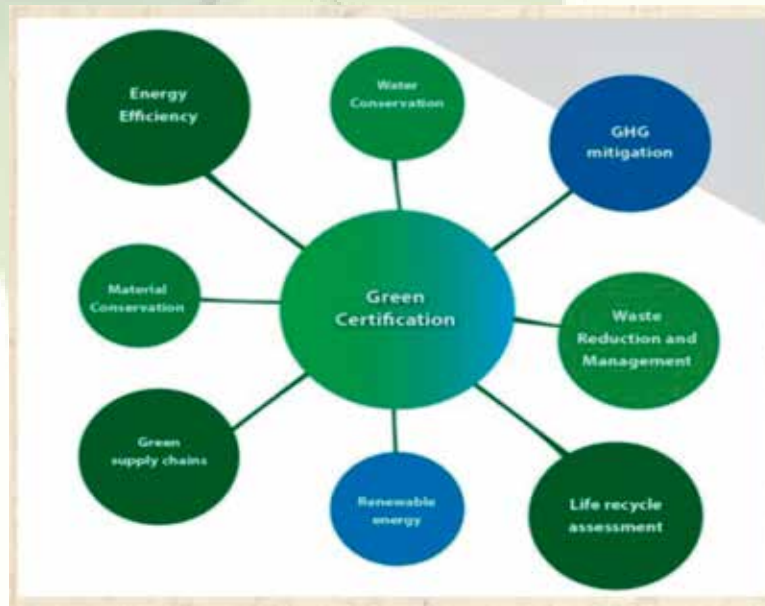 Energy
Efficiency
Water
Conservation
GHG
mitigation
Material
Conservation
Green
Certification
Waste
Reduction and
Management
Green
supply chains
Renewable
energy
Life recycle
assessment